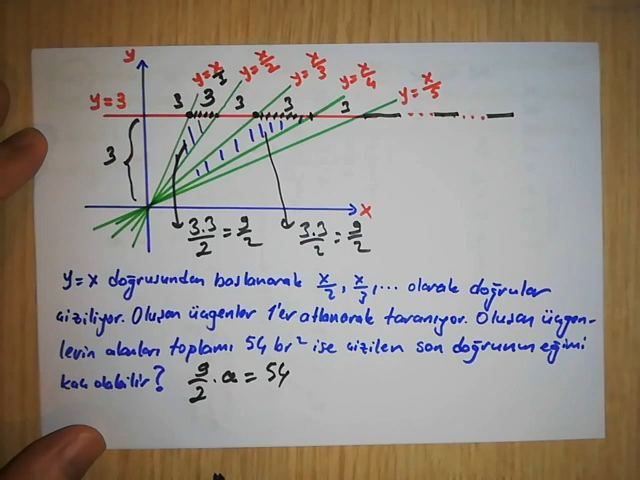 y
y=x/1 y=x/2 y=x/3 y=x/4 y=x/5
y=3 3 3 3 3 3
3
x
3.3/2=9/2 3.3/2=9/2
y=x doğrusundan başlanarak x/2, x/3, ... olarak doğrular
çiziliyor. Oluşan üçgenler 1'er atlanarak taranıyor. Oluşan üçgen-
lerin alanları toplamı 54 br² ise çizilen son doğrunun eğimi
kaç olabilir? 9/2 . a = 54